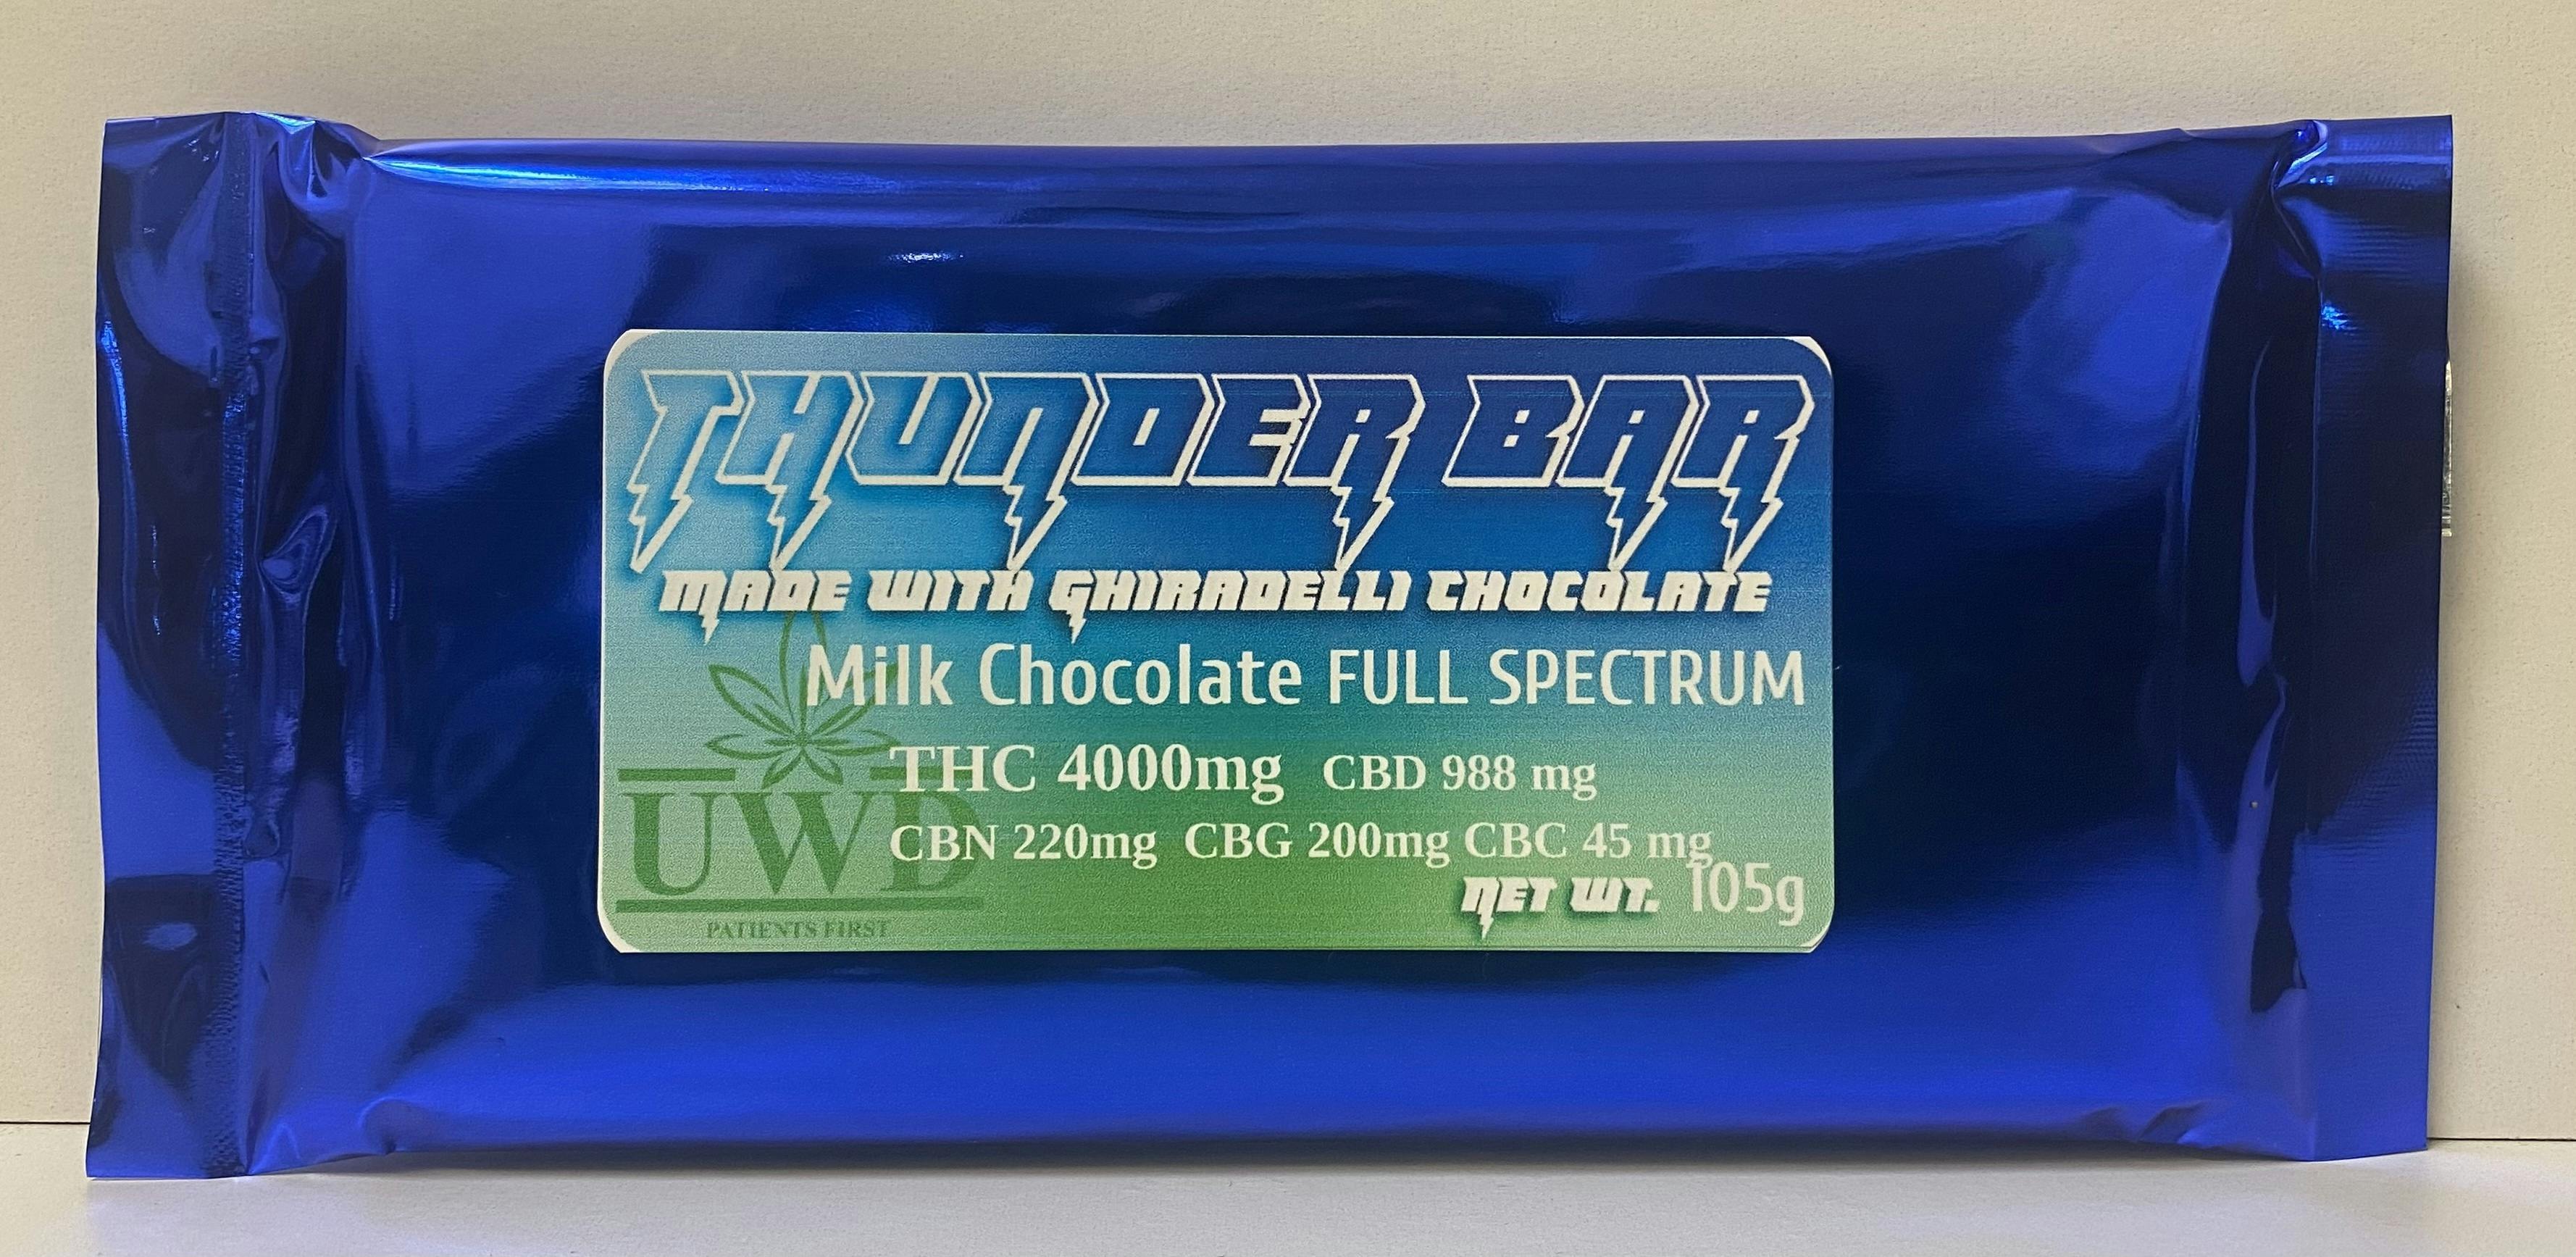 THUNDER BAR
MADE WITH GHIRADELLI CHOCOLATE
Milk Chocolate FULL SPECTRUM
THC 4000mg CBD 988 mg
CBN 220mg CBG 200mg CBC 45 mg
NET WT. 105g
UWD
PATIENTS FIRST